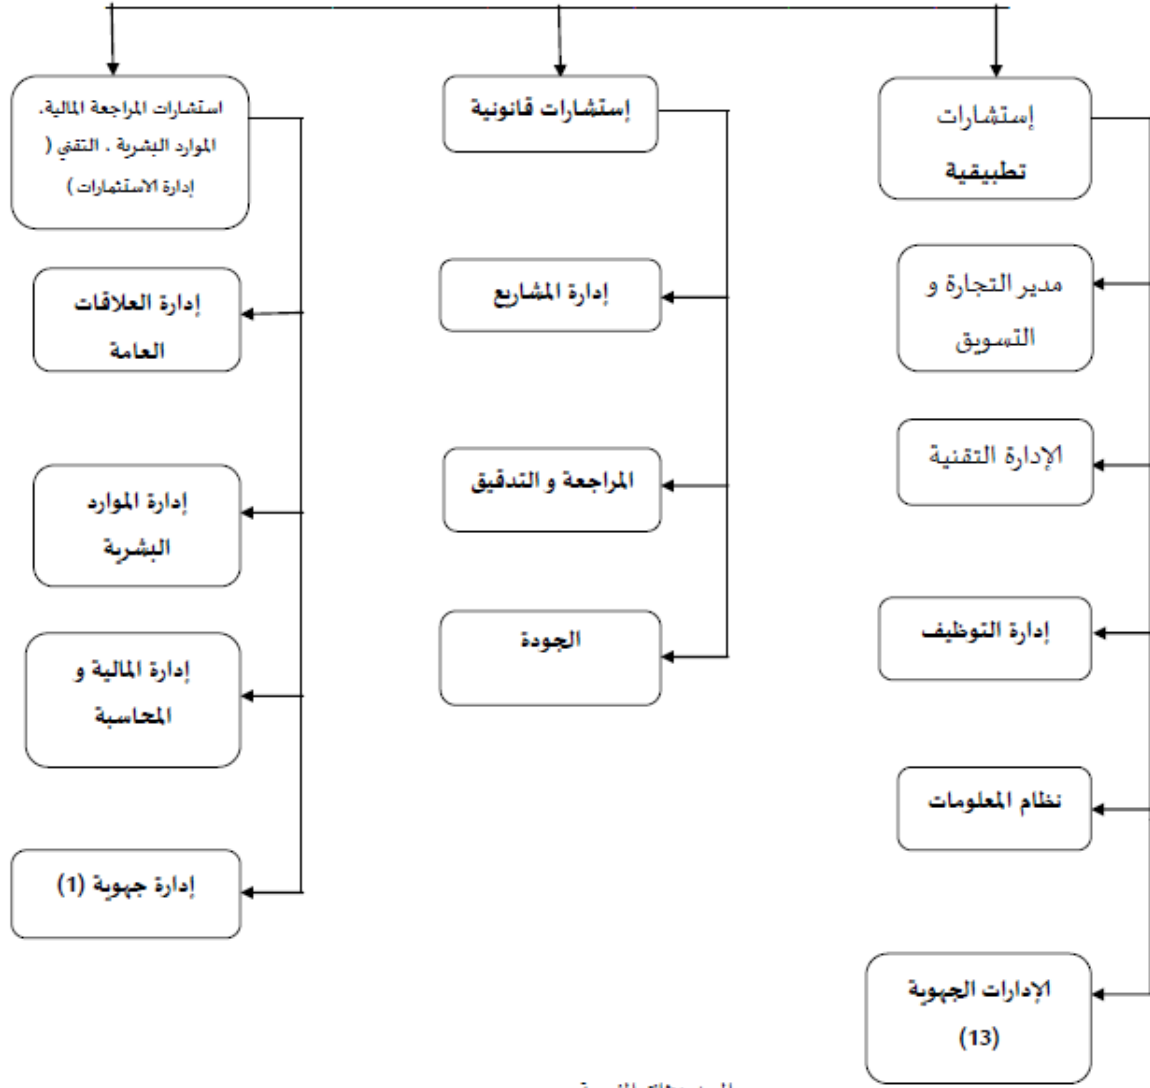 إستشارات
تطبيقية
مدير التجارة و
التسويق
الإدارة التقنية
إدارة التوظيف
نظام المعلومات
الإدارات الجهوية
(13)
إستشارات قانونية
إدارة المشاريع
المراجعة و التدقيق
الجودة
استشارات المراجعة المالية،
الموارد البشرية ، التقني (
إدارة الاستثمارات )
إدارة العلاقات
العامة
إدارة الموارد
البشرية
إدارة المالية و
المحاسبة
إدارة جهوية (1)